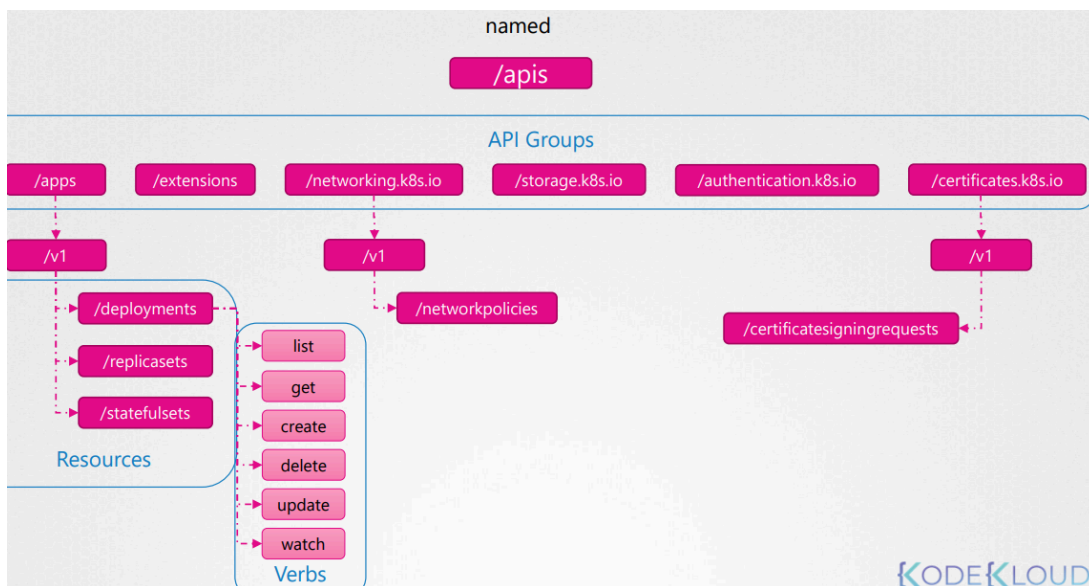 named
/apis
API Groups
/apps
/extensions
/networking.k8s.io
/storage.k8s.io
/authentication.k8s.io
/certificates.k8s.io
/v1
/v1
/v1
/deployments
/networkpolicies
/certificatesigningrequests
list
/replicasets
get
/statefulsets
create
Resources
delete
update
watch
Verbs
KODEKLOUD